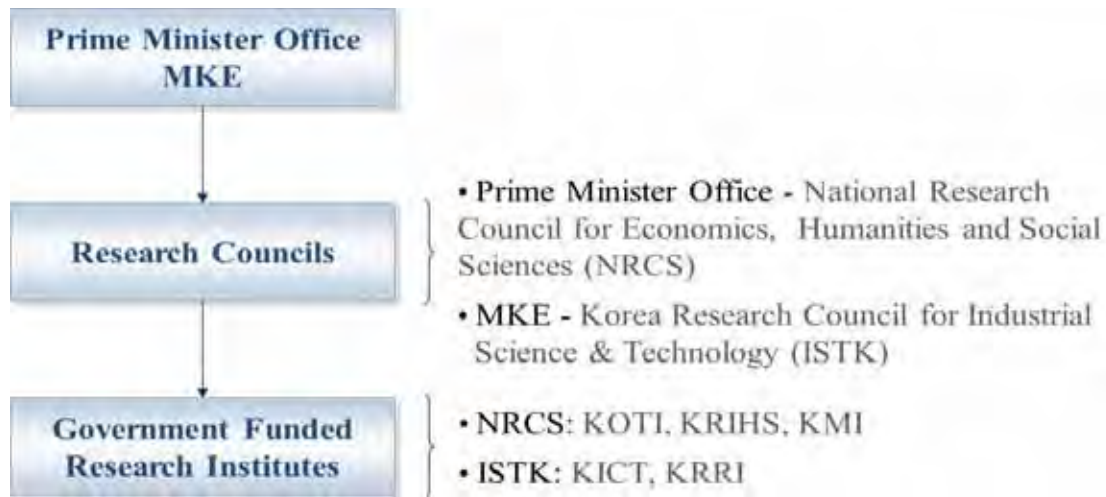 Prime Minister Office
MKE
Research Councils
• Prime Minister Office - National Research
Council for Economics, Humanities and Social
Sciences (NRCS)
• MKE - Korea Research Council for Industrial
Science & Technology (ISTK)
Government Funded
Research Institutes
• NRCS: KOTI, KRIHS, KMI
• ISTK: KICT, KRRI